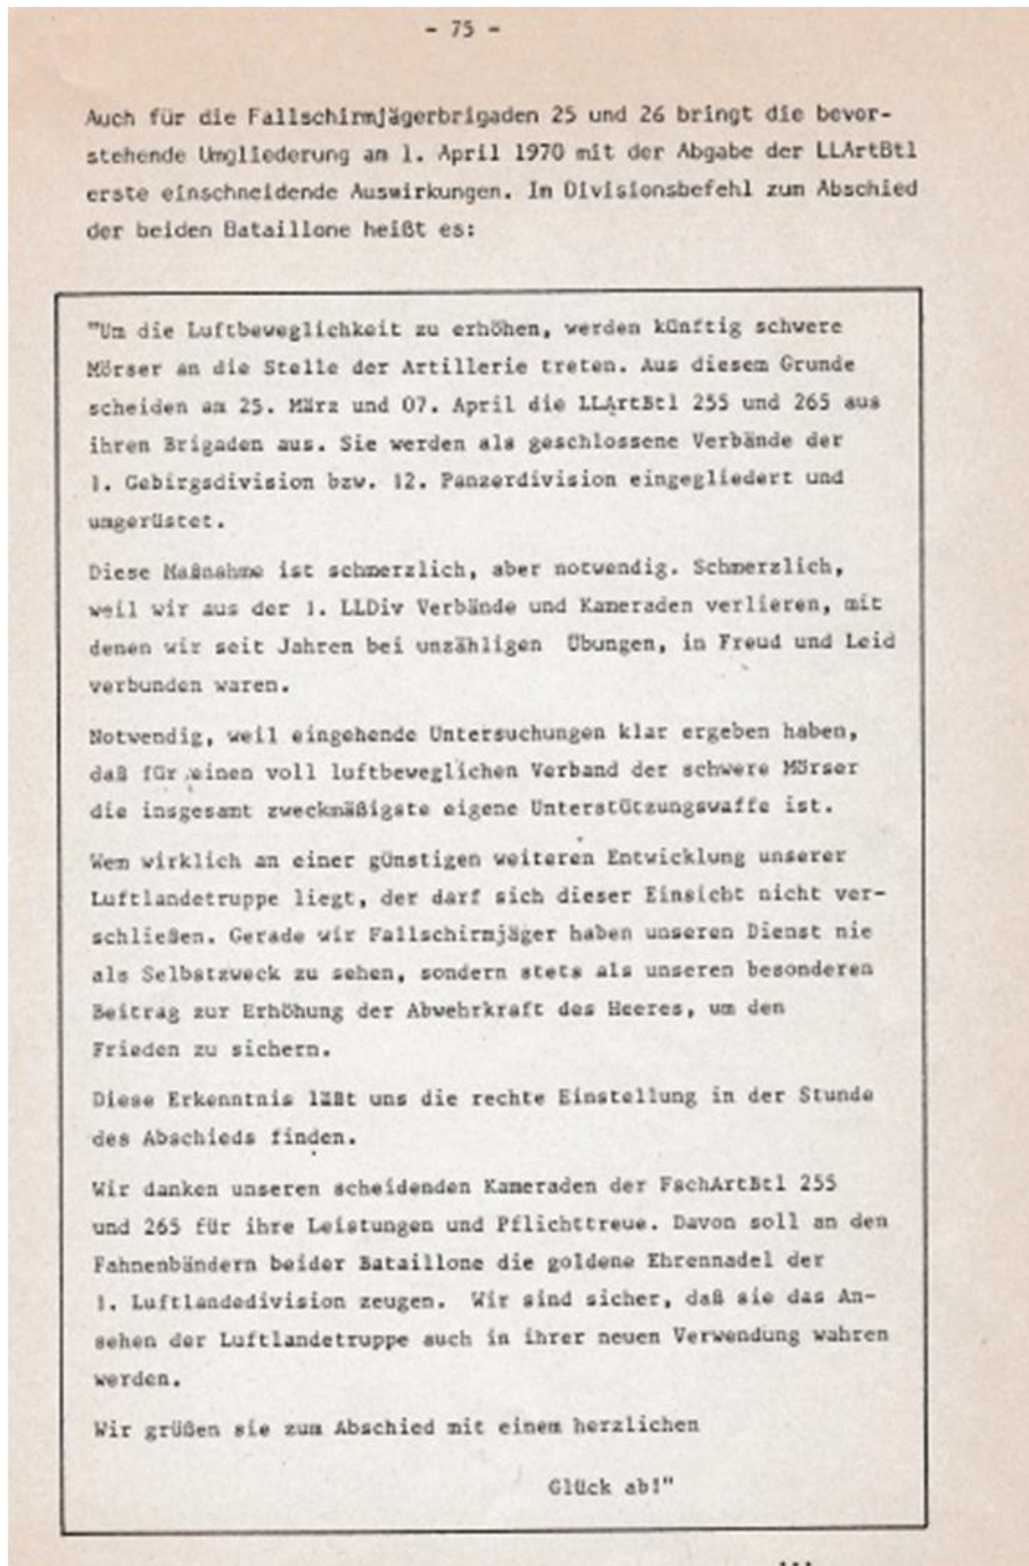 - 75 -
Auch für die Fallschirmjägerbrigaden 25 und 26 bringt die bevor-
stehende Umgliederung am 1. April 1970 mit der Abgabe der LLArtBtl
erste einschneidende Auswirkungen. In Divisionsbefehl zum Abschied
der beiden Bataillone heißt es:
"Um die Luftbeweglichkeit zu erhöhen, werden künftig schwere
Mörser an die Stelle der Artillerie treten. Aus diesem Grunde
scheiden am 25. März und 07. April die LLArtBtl 255 und 265 aus
ihren Brigaden aus. Sie werden als geschlossene Verbände der
1. Gebirgsdivision bzw. 12. Panzerdivision eingegliedert und
umgerüstet.
Diese Maßnahme ist schmerzlich, aber notwendig. Schmerzlich,
weil wir aus der 1. LLDiv Verbände und Kameraden verlieren, mit
denen wir seit Jahren bei unzähligen Übungen, in Freud und Leid
verbunden waren.
Notwendig, weil eingehende Untersuchungen klar ergeben haben,
daß für einen voll luftbeweglichen Verband der schwere Mörser
die insgesamt zweckmäßigste eigene Unterstützungswaffe ist.
Wem wirklich an einer günstigen weiteren Entwicklung unserer
Luftlandetruppe liegt, der darf sich dieser Einsicht nicht ver-
schließen. Gerade wir Fallschirmjäger haben unseren Dienst nie
als Selbstzweck zu sehen, sondern stets als unseren besonderen
Beitrag zur Erhöhung der Abwehrkraft des Heeres, um den
Frieden zu sichern.
Diese Erkenntnis läßt uns die rechte Einstellung in der Stunde
des Abschieds finden.
Wir danken unseren scheidenden Kameraden der FschArtBtl 255
und 265 für ihre Leistungen und Pflichttreue. Davon soll an den
Fahnenbändern beider Bataillone die goldene Ehrennadel der
1. Luftlandedivision zeugen. Wir sind sicher, daß sie das An-
sehen der Luftlandetruppe auch in ihrer neuen Verwendung wahren
werden.
Wir grüßen sie zum Abschied mit einem herzlichen
Glück ab!"
...